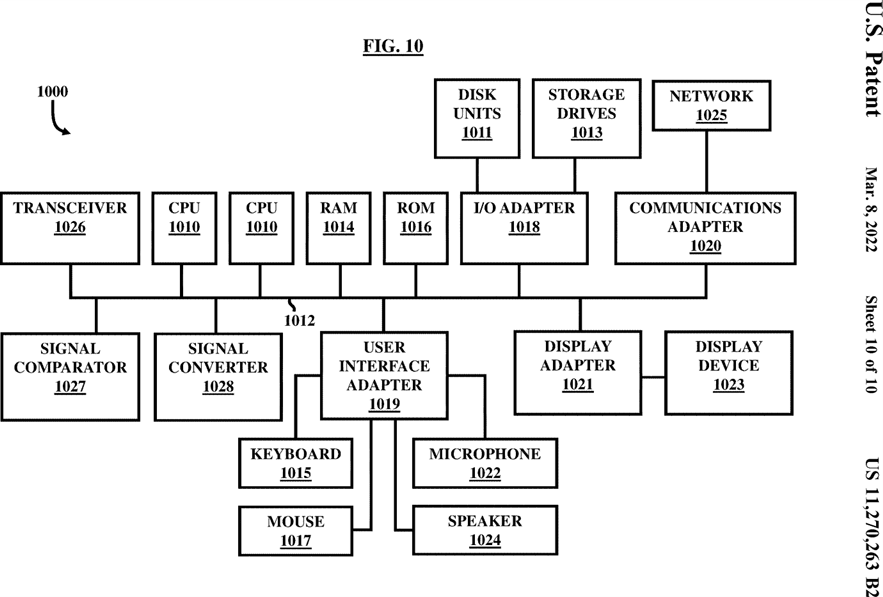 U.S. Patent
Mar. 8, 2022
Sheet 10 of 10
US 11,270,263 B2
FIG. 10
1000
DISK
UNITS
1011
STORAGE
DRIVES
1013
NETWORK
1025
TRANSCEIVER
1026
CPU
1010
CPU
1010
RAM
1014
ROM
1016
I/O ADAPTER
1018
COMMUNICATIONS
ADAPTER
1020
1012
SIGNAL
COMPARATOR
1027
SIGNAL
CONVERTER
1028
USER
INTERFACE
ADAPTER
1019
DISPLAY
ADAPTER
1021
DISPLAY
DEVICE
1023
KEYBOARD
1015
MICROPHONE
1022
MOUSE
1017
SPEAKER
1024